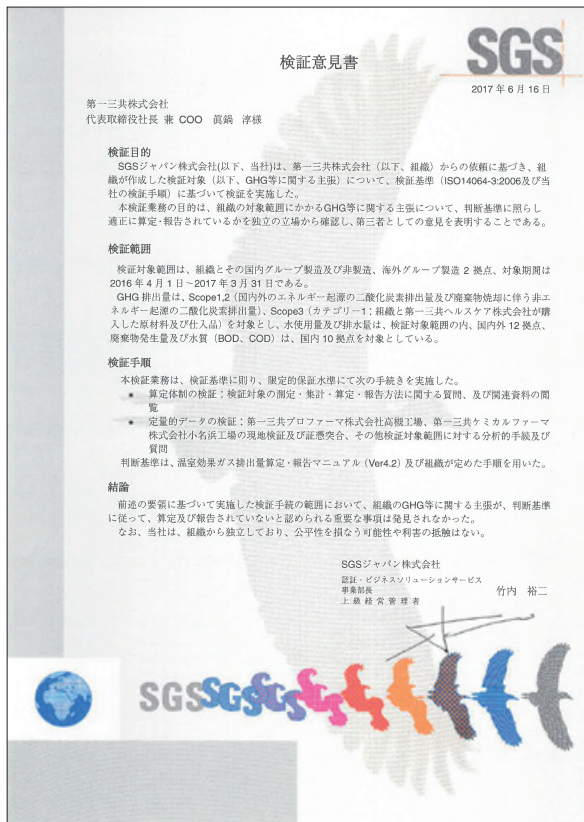 SGS
検証意見書
2017 年 6 月 16 日
第一三共株式会社
代表取締役社長 兼 COO 眞鍋 淳様
検証目的
SGSジャパン株式会社(以下、当社)は、第一三共株式会社（以下、組織）からの依頼に基づき、組
織が作成した検証対象（以下、GHG等に関する主張）について、検証基準（ISO14064-3:2006及び当
社の検証手順）に基づいて検証を実施した。
本検証業務の目的は、組織の対象範囲にかかるGHG等に関する主張について、判断基準に照らし
適正に算定・報告されているかを独立の立場から確認し、第三者としての意見を表明することである。
検証範囲
検証対象範囲は、組織とその国内グループ製造及び非製造、海外グループ製造 2 拠点、対象期間は
2016 年 4 月 1 日～2017 年 3 月 31 日である。
GHG 排出量は、Scope1,2（国内外のエネルギー起源の二酸化炭素排出量及び廃棄物焼却に伴う非エ
ネルギー起源の二酸化炭素排出量）、Scope3（カテゴリー1：組織と第一三共ヘルスケア株式会社が購
入した原材料及び仕入品）を対象とし、水使用量及び排水量は、検証対象範囲の内、国内外 12 拠点、
廃棄物発生量及び水質（BOD、COD）は、国内 10 拠点を対象としている。
検証手順
本検証業務は、検証基準に則り、限定的保証水準にて次の手続きを実施した。
• 算定体制の検証：検証対象の測定・集計・算定・報告方法に関する質問、及び関連資料の閲
覧
• 定量的データの検証：第一三共プロファーマ株式会社高槻工場、第一三共ケミカルファーマ
株式会社小名浜工場の現地検証及び証憑突合、その他検証対象範囲に対する分析的手続及び
質問
判断基準は、温室効果ガス排出量算定・報告マニュアル（Ver4.2）及び組織が定めた手順を用いた。
結論
前述の要領に基づいて実施した検証手続の範囲において、組織のGHG等に関する主張が、判断基準
に従って、算定及び報告されていないと認められる重要な事項は発見されなかった。
なお、当社は、組織から独立しており、公平性を損なう可能性や利害の抵触はない。
SGSジャパン株式会社
認証・ビジネスソリューションサービス
事業部長
上級経営管理者
竹内 裕二
SGS
SGS
SGS
SGS